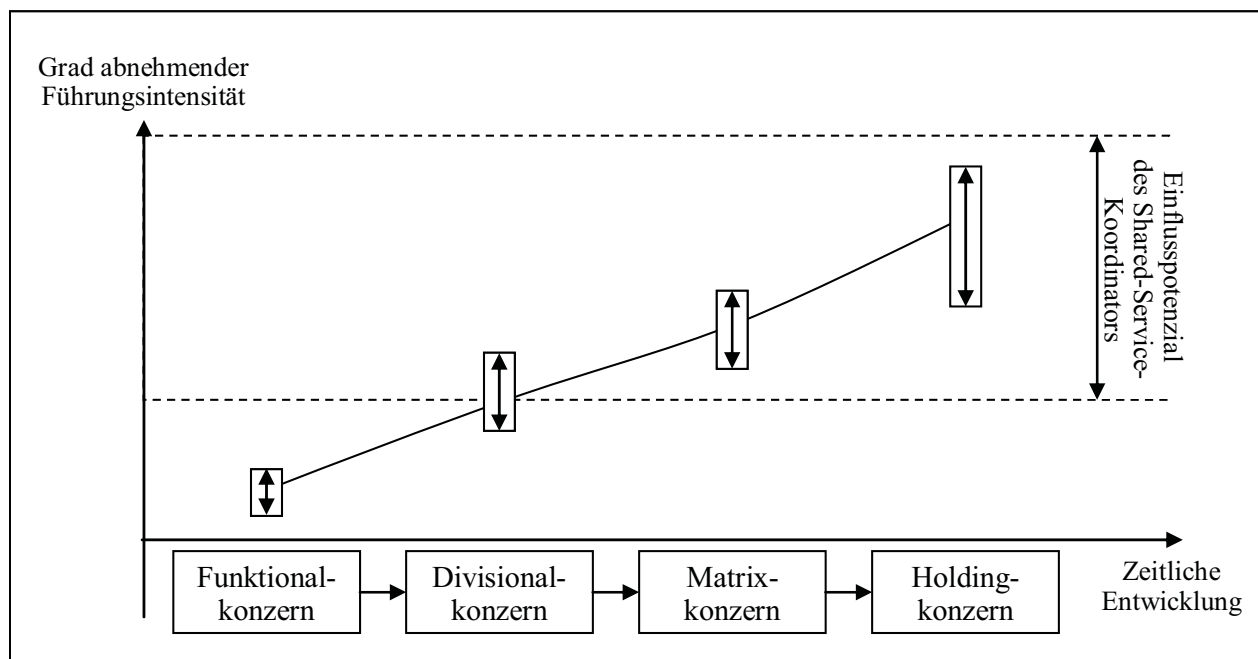 Grad abnehmender
Führungsintensität
Einflusspotenzial
des Shared-Service-
Koordinators
Funktional-
konzern
Divisional-
konzern
Matrix-
konzern
Holding-
konzern
Zeitliche
Entwicklung